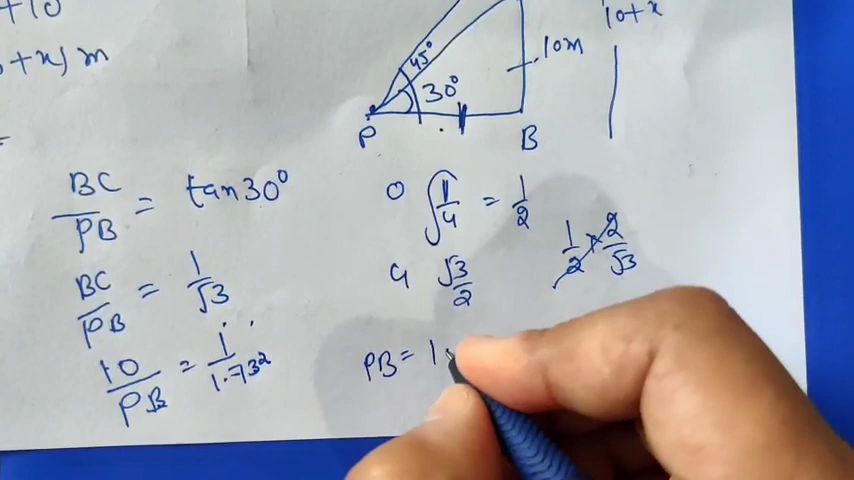 +10
+x) m
10+x
45°
10m
30°
P
B
BC/PB = tan30°
0 √1/4 = 1/2
BC/PB = 1/√3
9 √3/2
1/2 × 2/√3
10/PB = 1/1.732
PB = 1